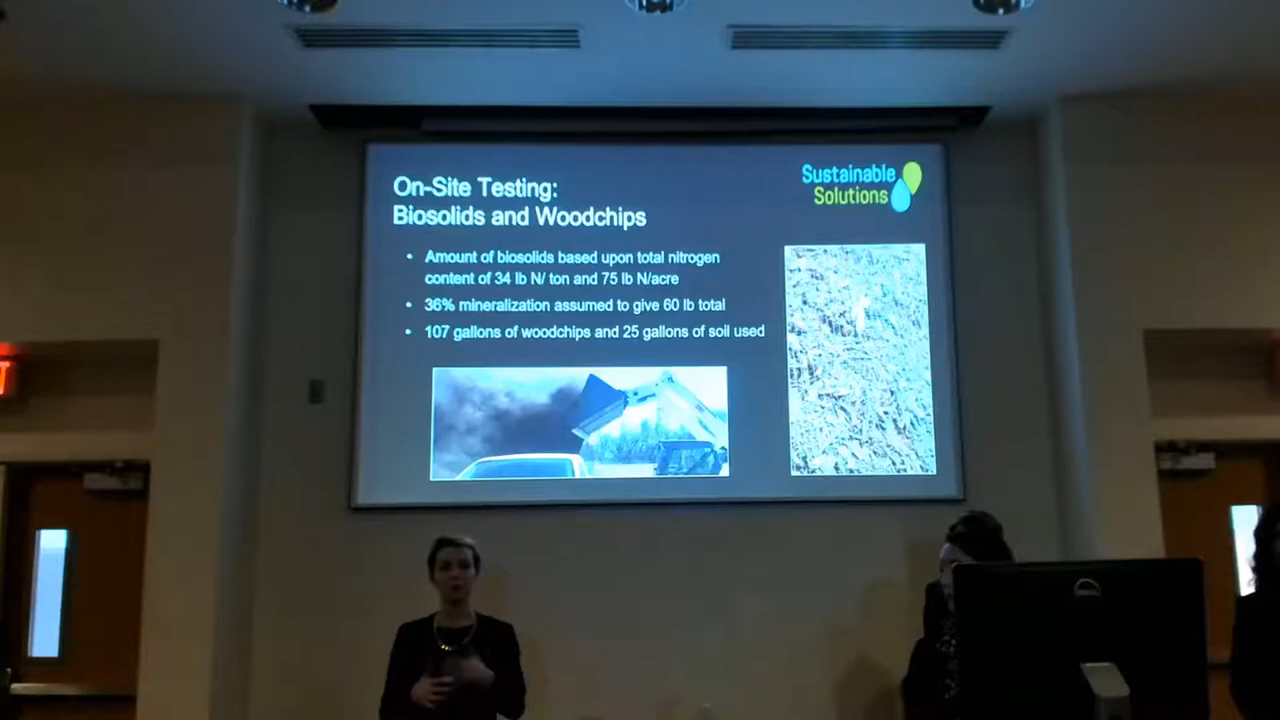 On-Site Testing:
Biosolids and Woodchips
Sustainable
Solutions
• Amount of biosolids based upon total nitrogen
content of 34 lb N/ ton and 75 lb N/acre
• 36% mineralization assumed to give 60 lb total
• 107 gallons of woodchips and 25 gallons of soil used
DELL